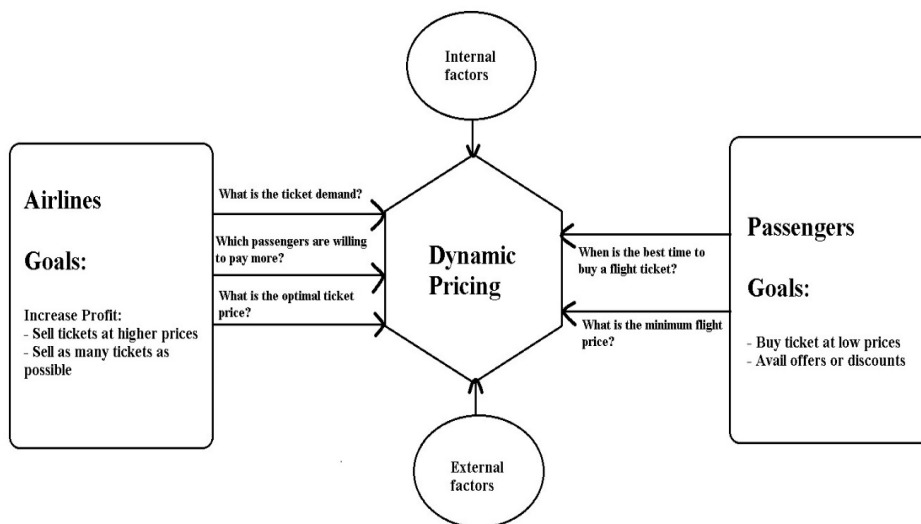 Internal
factors
Airlines
Goals:
Increase Profit:
- Sell tickets at higher prices
- Sell as many tickets as
possible
What is the ticket demand?
Which passengers are willing
to pay more?
What is the optimal ticket
price?
Dynamic
Pricing
When is the best time to
buy a flight ticket?
What is the minimum flight
price?
Passengers
Goals:
- Buy ticket at low prices
- Avail offers or discounts
External
factors